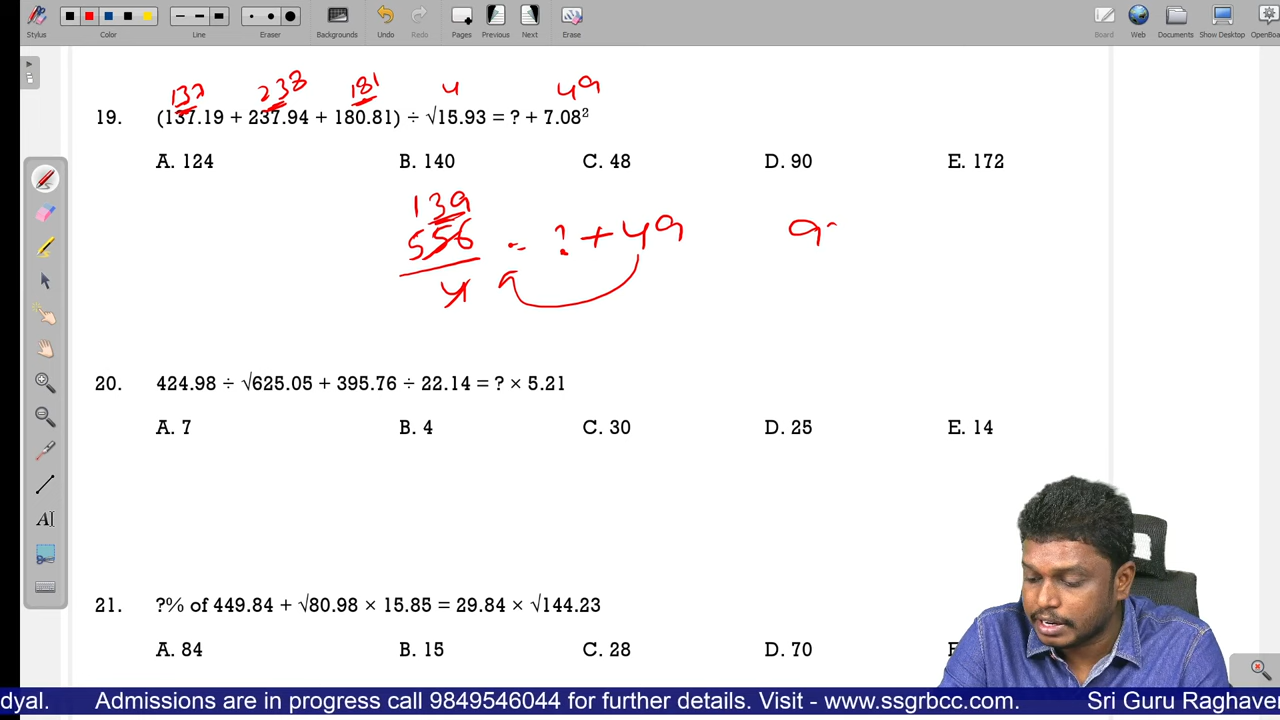 Stylus Color Line Eraser Backgrounds Undo Redo Pages Previous Next Erase Board Web Documents Show Desktop OpenBoa
137 238 181 4 49
19. (137.19 + 237.94 + 180.81) ÷ √15.93 = ? + 7.08²
A. 124 B. 140 C. 48 D. 90 E. 172
139
556 = ? + 49 9
4
20. 424.98 ÷ √625.05 + 395.76 ÷ 22.14 = ? × 5.21
A. 7 B. 4 C. 30 D. 25 E. 14
21. ?% of 449.84 + √80.98 × 15.85 = 29.84 × √144.23
A. 84 B. 15 C. 28 D. 70
dyal. Admissions are in progress call 9849546044 for further details. Visit - www.ssgrbcc.com. Sri Guru Raghave